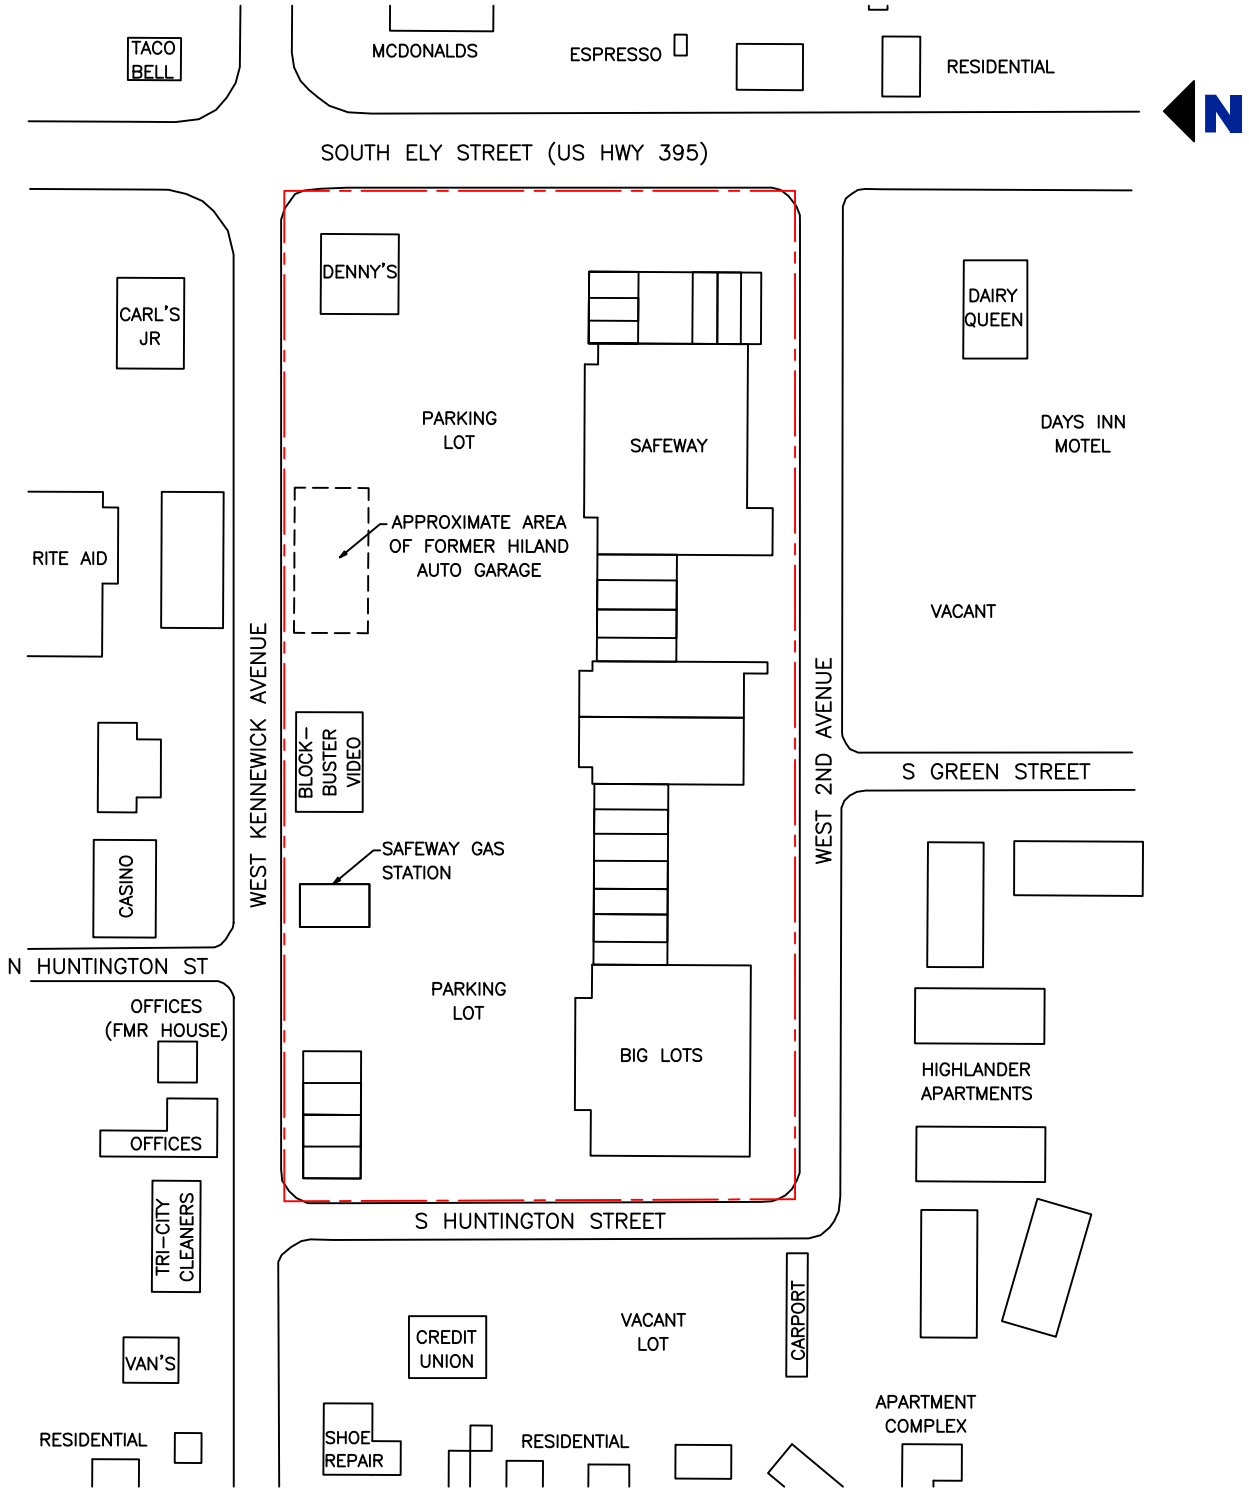 TACO
BELL
MCDONALDS
ESPRESSO
RESIDENTIAL
N
SOUTH ELY STREET (US HWY 395)
CARL'S
JR
DENNY'S
DAIRY
QUEEN
PARKING
LOT
SAFEWAY
DAYS INN
MOTEL
RITE AID
APPROXIMATE AREA
OF FORMER HILAND
AUTO GARAGE
VACANT
WEST KENNEWICK AVENUE
BLOCK-
BUSTER
VIDEO
WEST 2ND AVENUE
S GREEN STREET
CASINO
SAFEWAY GAS
STATION
N HUNTINGTON ST
OFFICES
(FMR HOUSE)
PARKING
LOT
BIG LOTS
HIGHLANDER
APARTMENTS
OFFICES
TRI-CITY
CLEANERS
S HUNTINGTON STREET
VAN'S
CREDIT
UNION
VACANT
LOT
CARPORT
APARTMENT
COMPLEX
RESIDENTIAL
SHOE
REPAIR
RESIDENTIAL